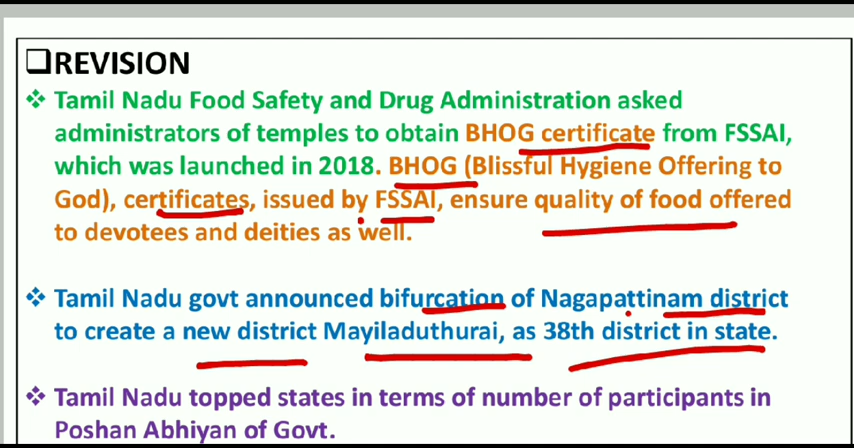 REVISION
Tamil Nadu Food Safety and Drug Administration asked
administrators of temples to obtain BHOG certificate from FSSAI,
which was launched in 2018. BHOG (Blissful Hygiene Offering to
God), certificates, issued by FSSAI, ensure quality of food offered
to devotees and deities as well.
Tamil Nadu govt announced bifurcation of Nagapattinam district
to create a new district Mayiladuthurai, as 38th district in state.
Tamil Nadu topped states in terms of number of participants in
Poshan Abhiyan of Govt.